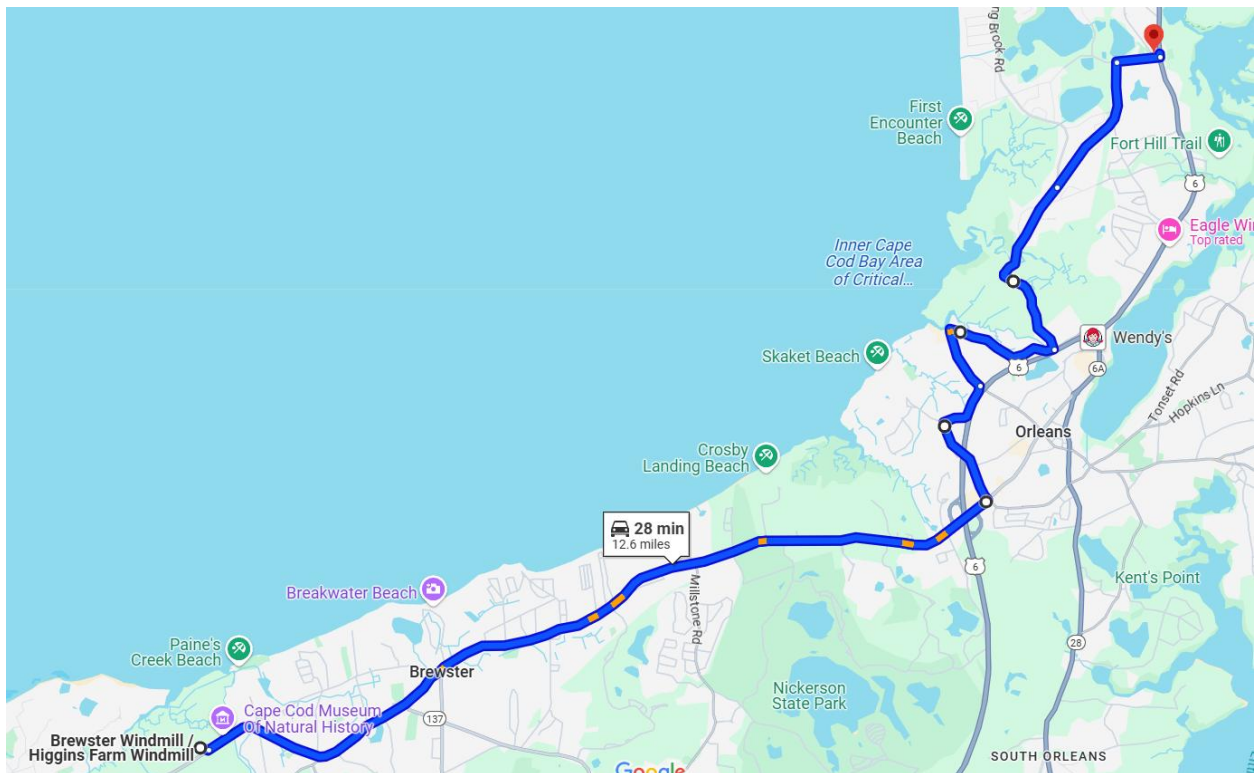 ng Brook Rd
First
Encounter
Beach
Fort Hill Trail
6
Eagle Wi
Top rated
Inner Cape
Cod Bay Area
of Critical...
Wendy's
Skaket Beach
6
6A
Tonset Rd
Hopkins Ln
Orleans
Crosby
Landing Beach
28 min
12.6 miles
6
Kent's Point
Breakwater Beach
Millstone Rd
28
Paine's
Creek Beach
Brewster
Nickerson
State Park
Cape Cod Museum
Of Natural History
137
Brewster Windmill /
Higgins Farm Windmill
SOUTH ORLEANS
Google